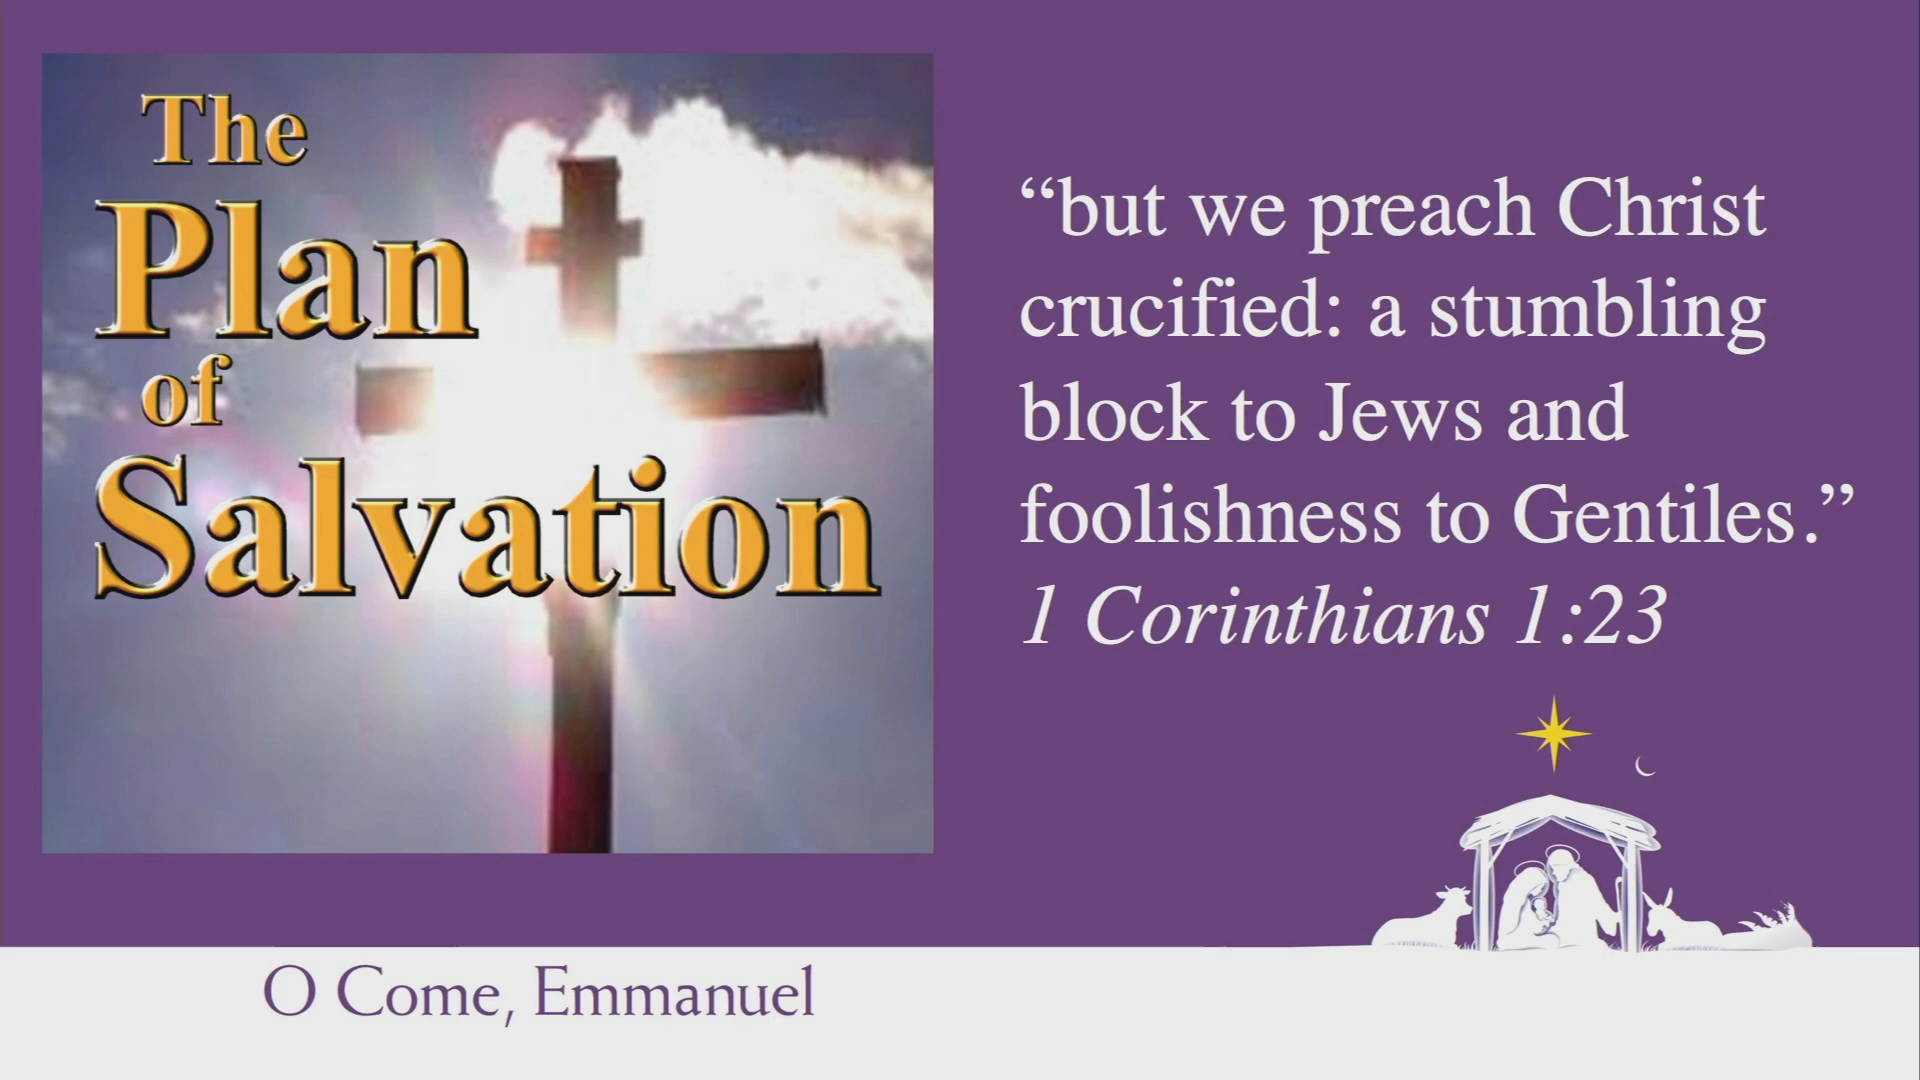 The
Plan
of
Salvation
“but we preach Christ
crucified: a stumbling
block to Jews and
foolishness to Gentiles.”
1 Corinthians 1:23
O Come, Emmanuel